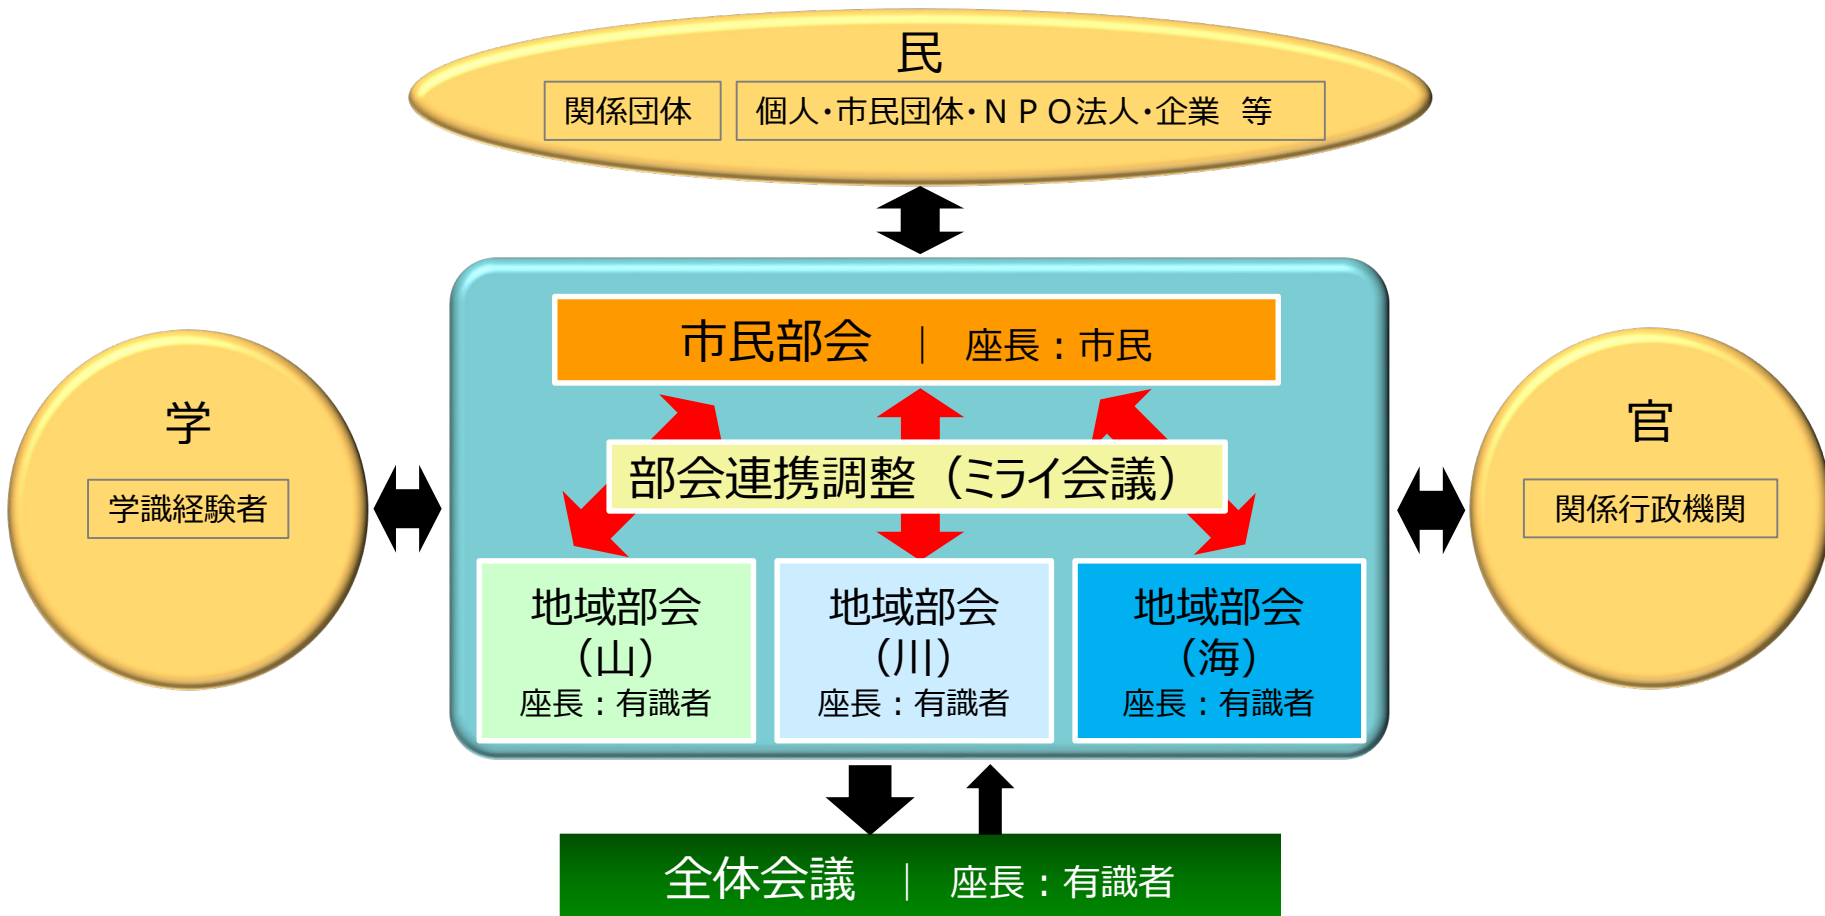 民
関係団体
個人・市民団体・ＮＰＯ法人・企業 等
市民部会 ｜ 座長：市民
学
学識経験者
官
関係行政機関
部会連携調整（ミライ会議）
地域部会
（山）
座長：有識者
地域部会
（川）
座長：有識者
地域部会
（海）
座長：有識者
全体会議 ｜ 座長：有識者